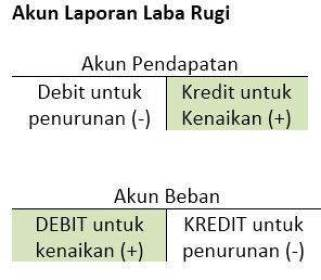 Akun Laporan Laba Rugi
Akun Pendapatan
Debit untuk
penurunan (-)
Kredit untuk
Kenaikan (+)
Akun Beban
DEBIT untuk
kenaikan (+)
KREDIT untuk
penurunan (-)